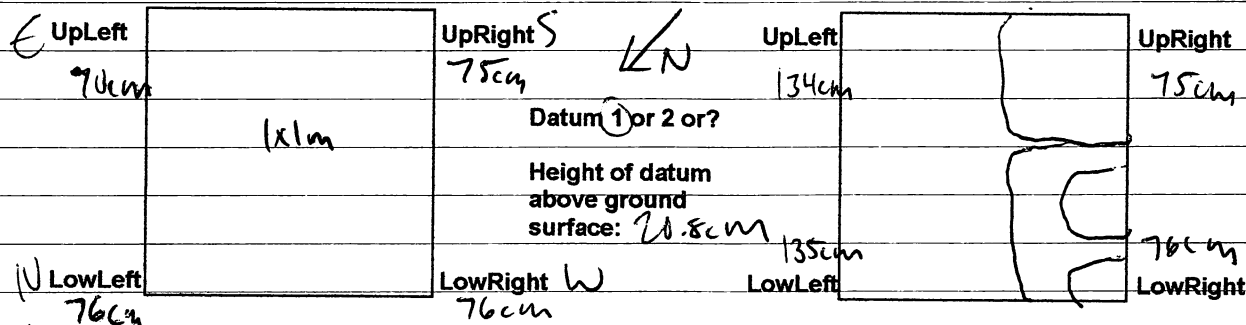 E UpLeft
70cm
UpRight S
75cm
N
1x1m
Datum 1 or 2 or?
Height of datum
above ground
surface: 20.8cm
N LowLeft
76cm
LowRight W
76cm
UpLeft
134cm
UpRight
75cm
135cm
LowLeft
76cm
LowRight